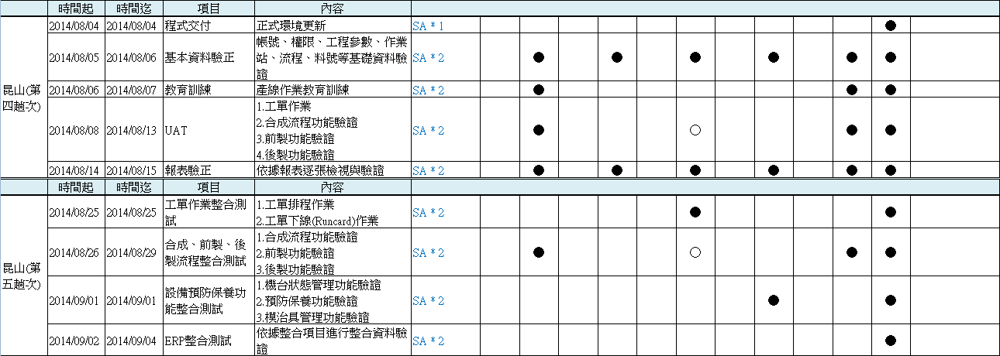 時間起 時間迄 項目 內容
昆山(第四趟次)
2014/08/04 2014/08/04 程式交付 正式環境更新 SA * 1 ●
2014/08/05 2014/08/06 基本資料驗正 帳號、權限、工程參數、作業
站、流程、料號等基礎資料驗
證 SA * 2 ● ● ● ● ● ●
2014/08/06 2014/08/07 教育訓練 產線作業教育訓練 SA * 2 ● ● ●
2014/08/08 2014/08/13 UAT 1.工單作業
2.合成流程功能驗證
3.前製功能驗證
4.後製功能驗證 SA * 2 ● ○ ● ●
2014/08/14 2014/08/15 報表驗正 依據報表逐張檢視與驗證 SA * 2 ● ● ● ● ● ●
時間起 時間迄 項目 內容
昆山(第五趟次)
2014/08/25 2014/08/25 工單作業整合測
試 1.工單排程作業
2.工單下線(Runcard)作業 SA * 2 ● ●
2014/08/26 2014/08/29 合成、前製、後
製流程整合測試 1.合成流程功能驗證
2.前製功能驗證
3.後製功能驗證 SA * 2 ● ○ ● ●
2014/09/01 2014/09/01 設備預防保養功
能整合測試 1.機台狀態管理功能驗證
2.預防保養功能驗證
3.模治具管理功能驗證 SA * 2 ● ●
2014/09/02 2014/09/04 ERP整合測試 依據整合項目進行整合資料驗
證 SA * 2 ●